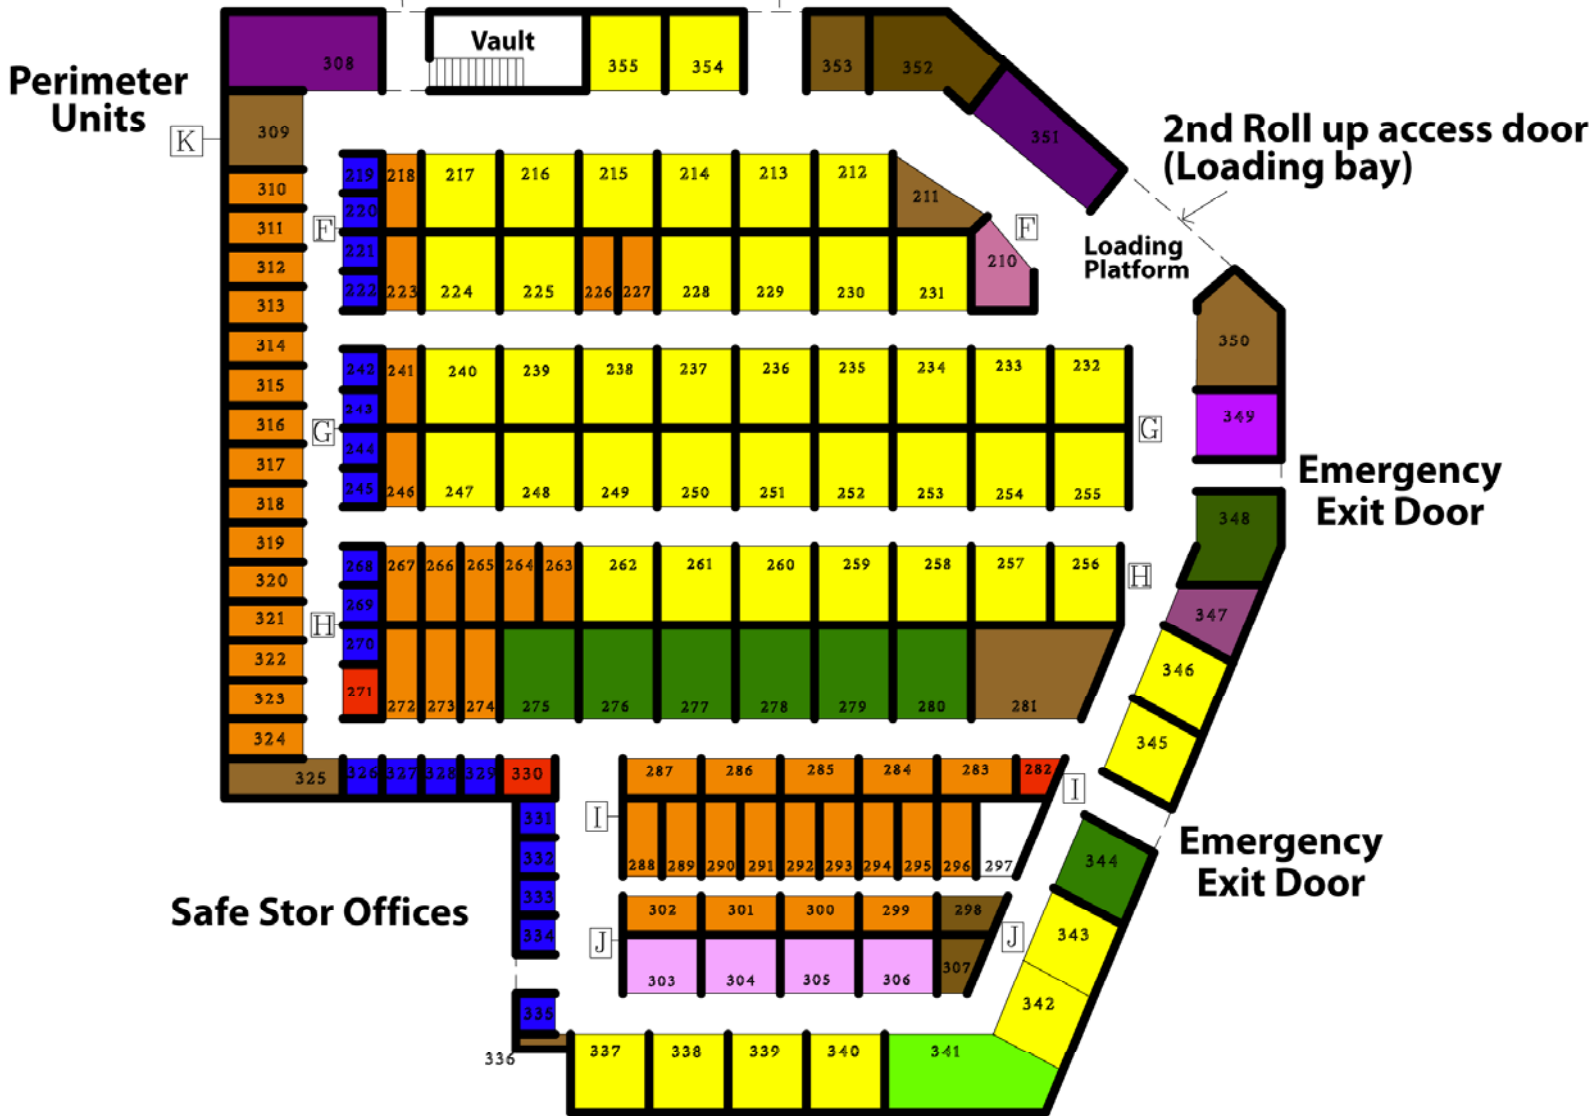 Vault
355
354
353
352
308
351
Perimeter
Units
K
309
2nd Roll up access door
(Loading bay)
219 218 217 216 215 214 213 212
211
310
220
F
311
F
221
210
Loading
Platform
312
222 223 224 225 226 227 228 229 230 231
313
314
350
242 241 240 239 238 237 236 235 234 233 232
315
243
349
316
G
G
244
317
245 246 247 248 249 250 251 252 253 254 255
Emergency
Exit Door
318
348
319
268 267 266 265 264 263 262 261 260 259 258 257 256
H
320
269
347
321
H
270
322
346
271
323
272 273 274 275 276 277 278 279 280 281
324
345
325 326 327 328 329 330
287 286 285 284 283 282
I
331
I
332
288 289 290 291 292 293 294 295 296 297
344
Emergency
Exit Door
333
Safe Stor Offices
302 301 300 299 298
334
J
J
343
303 304 305 306 307
335
342
336
337 338 339 340 341